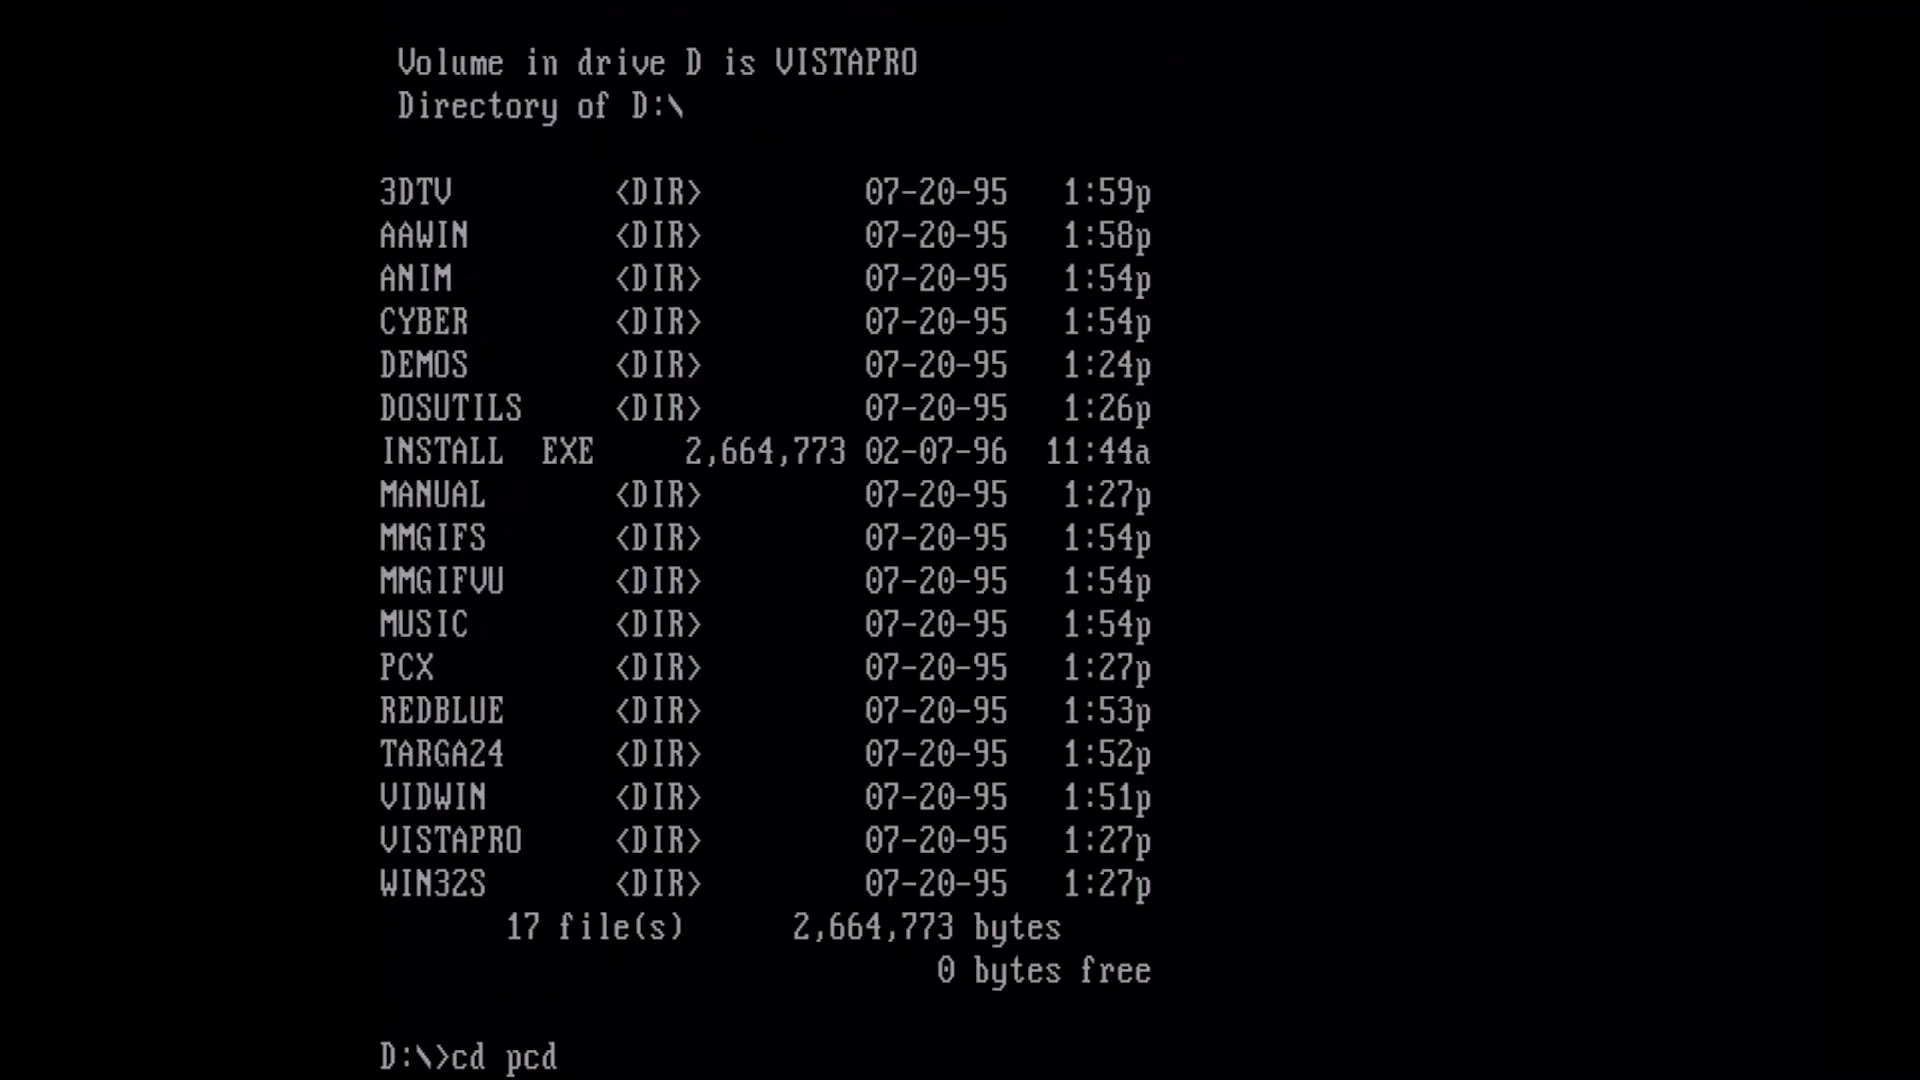 Volume in drive D is VISTAPRO
Directory of D:\
3DTV <DIR> 07-20-95 1:59p
AAWIN <DIR> 07-20-95 1:58p
ANIM <DIR> 07-20-95 1:54p
CYBER <DIR> 07-20-95 1:54p
DEMOS <DIR> 07-20-95 1:24p
DOSUTILS <DIR> 07-20-95 1:26p
INSTALL EXE 2,664,773 02-07-96 11:44a
MANUAL <DIR> 07-20-95 1:27p
MMGIFS <DIR> 07-20-95 1:54p
MMGIFVU <DIR> 07-20-95 1:54p
MUSIC <DIR> 07-20-95 1:54p
PCX <DIR> 07-20-95 1:27p
REDBLUE <DIR> 07-20-95 1:53p
TARGA24 <DIR> 07-20-95 1:52p
VIDWIN <DIR> 07-20-95 1:51p
VISTAPRO <DIR> 07-20-95 1:27p
WIN32S <DIR> 07-20-95 1:27p
17 file(s) 2,664,773 bytes
0 bytes free
D:\>cd pcd